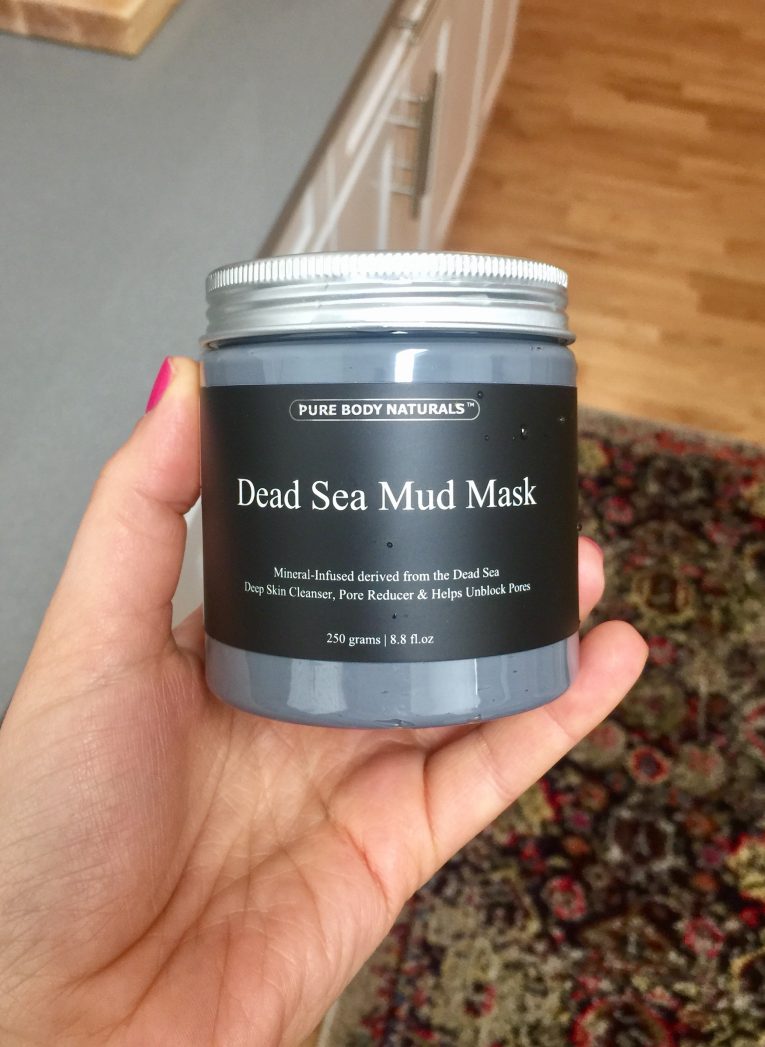 PURE BODY NATURALS™
Dead Sea Mud Mask
Mineral-Infused derived from the Dead Sea
Deep Skin Cleanser, Pore Reducer & Helps Unblock Pores
250 grams | 8.8 fl.oz